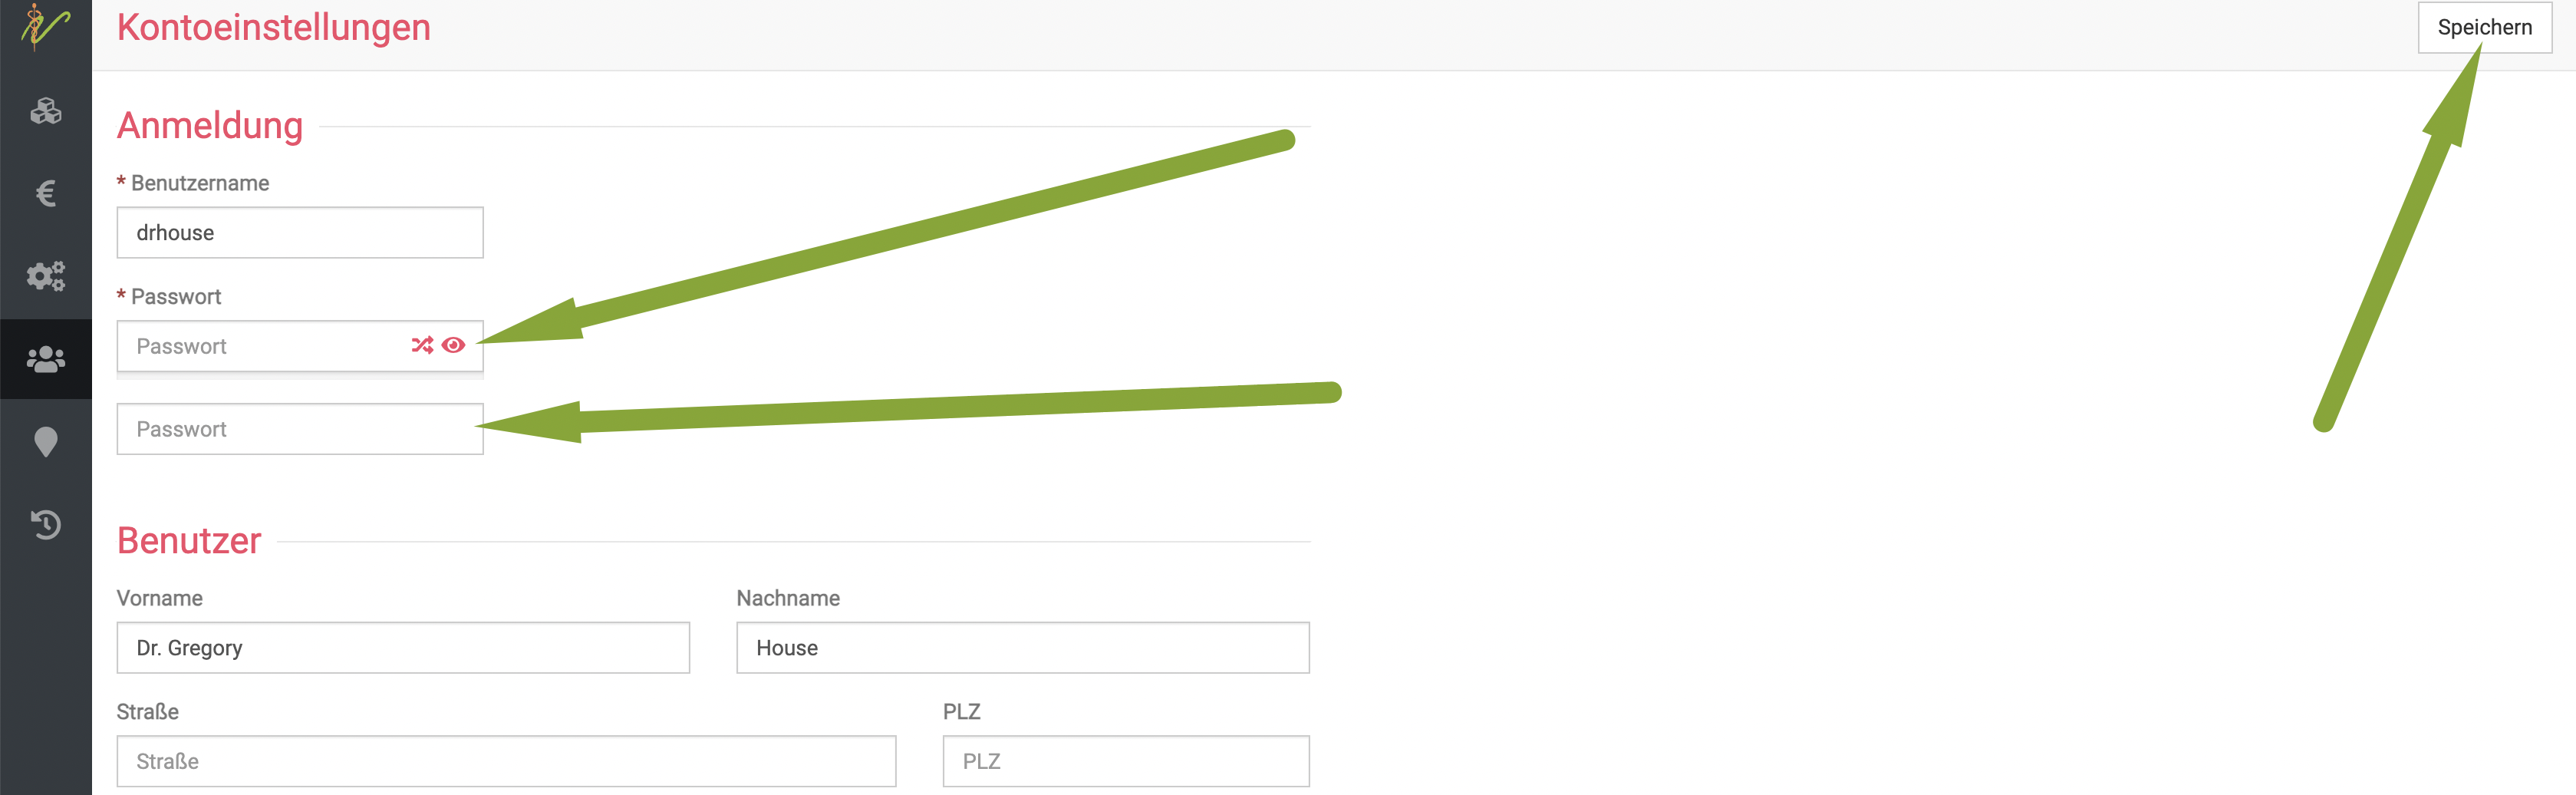 Kontoeinstellungen
Speichern
Anmeldung
* Benutzername
drhouse
* Passwort
Passwort
Passwort
Benutzer
Vorname
Nachname
Dr. Gregory
House
Straße
PLZ
Straße
PLZ